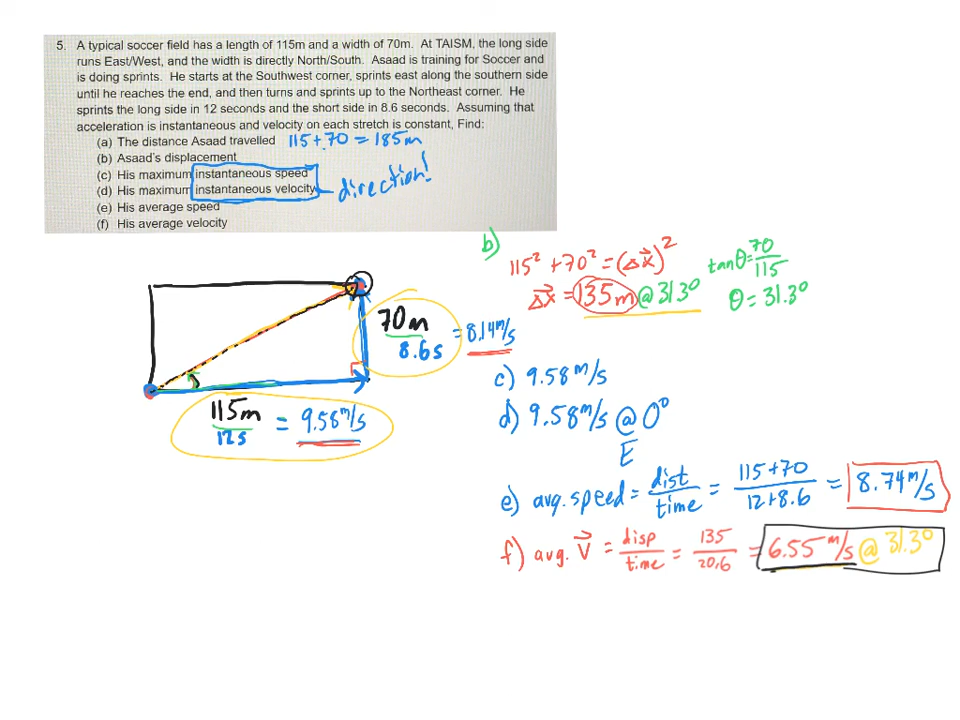 5. A typical soccer field has a length of 115m and a width of 70m. At TAISM, the long side
runs East/West, and the width is directly North/South. Asaad is training for Soccer and
is doing sprints. He starts at the Southwest corner, sprints east along the southern side
until he reaches the end, and then turns and sprints up to the Northeast corner. He
sprints the long side in 12 seconds and the short side in 8.6 seconds. Assuming that
acceleration is instantaneous and velocity on each stretch is constant, Find:
(a) The distance Asaad travelled 115+70 = 185m
(b) Asaad's displacement
(c) His maximum instantaneous speed
(d) His maximum instantaneous velocity direction!
(e) His average speed
(f) His average velocity
b)
115² + 70² = (Δx⃗)²
Δx⃗ = 135m @ 31.3°
tanθ = 70/115
θ = 31.3°
70m
8.6s = 8.14 m/s
115m
12s = 9.58 m/s
c) 9.58 m/s
d) 9.58 m/s @ 0°
E
e) avg. speed = dist/time = 115+70/12+8.6 = 8.74 m/s
f) avg. V⃗ = disp/time = 135/20.6 = 6.55 m/s @ 31.3°